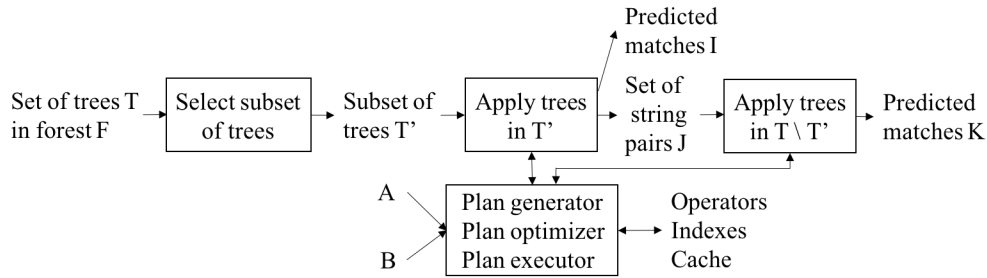 Predicted
matches I
Set of trees T
in forest F
Select subset
of trees
Subset of
trees T’
Apply trees
in T’
Set of
string
pairs J
Apply trees
in T \ T’
Predicted
matches K
A
B
Plan generator
Plan optimizer
Plan executor
Operators
Indexes
Cache